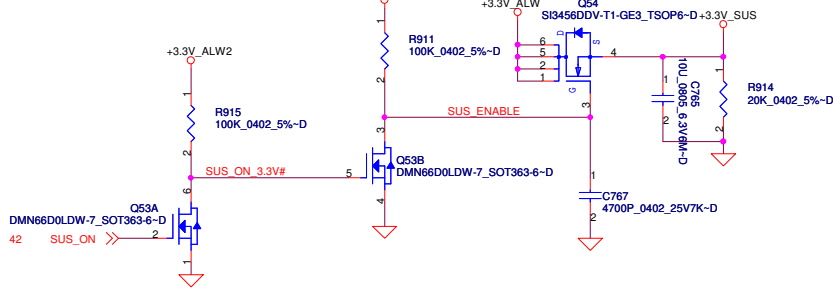 +3.3V_ALW
Q54
SI3456DDV-T1-GE3_TSOP6~D
+3.3V_SUS
1
R911
100K_0402_5%~D
2
D
S
G
6
5
2
1
4
3
+3.3V_ALW2
1
R915
100K_0402_5%~D
2
1
C765
10U_0805_6.3V6M~D
2
1
R914
20K_0402_5%~D
2
SUS_ENABLE
3
Q53B
DMN66D0LDW-7_SOT363-6~D
5
4
SUS_ON_3.3V#
6
Q53A
DMN66D0LDW-7_SOT363-6~D
2
1
42
SUS_ON
1
C767
4700P_0402_25V7K~D
2